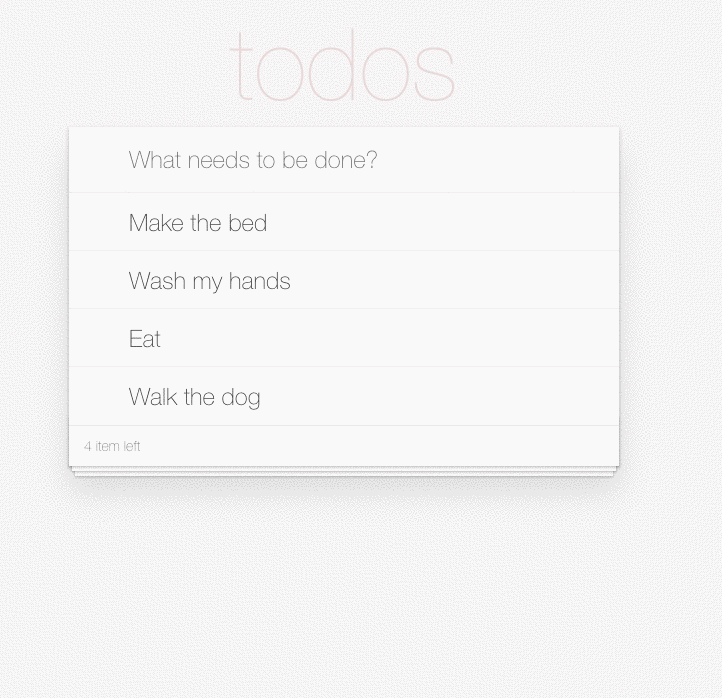 todos
What needs to be done?
Make the bed
Wash my hands
Eat
Walk the dog
4 item left